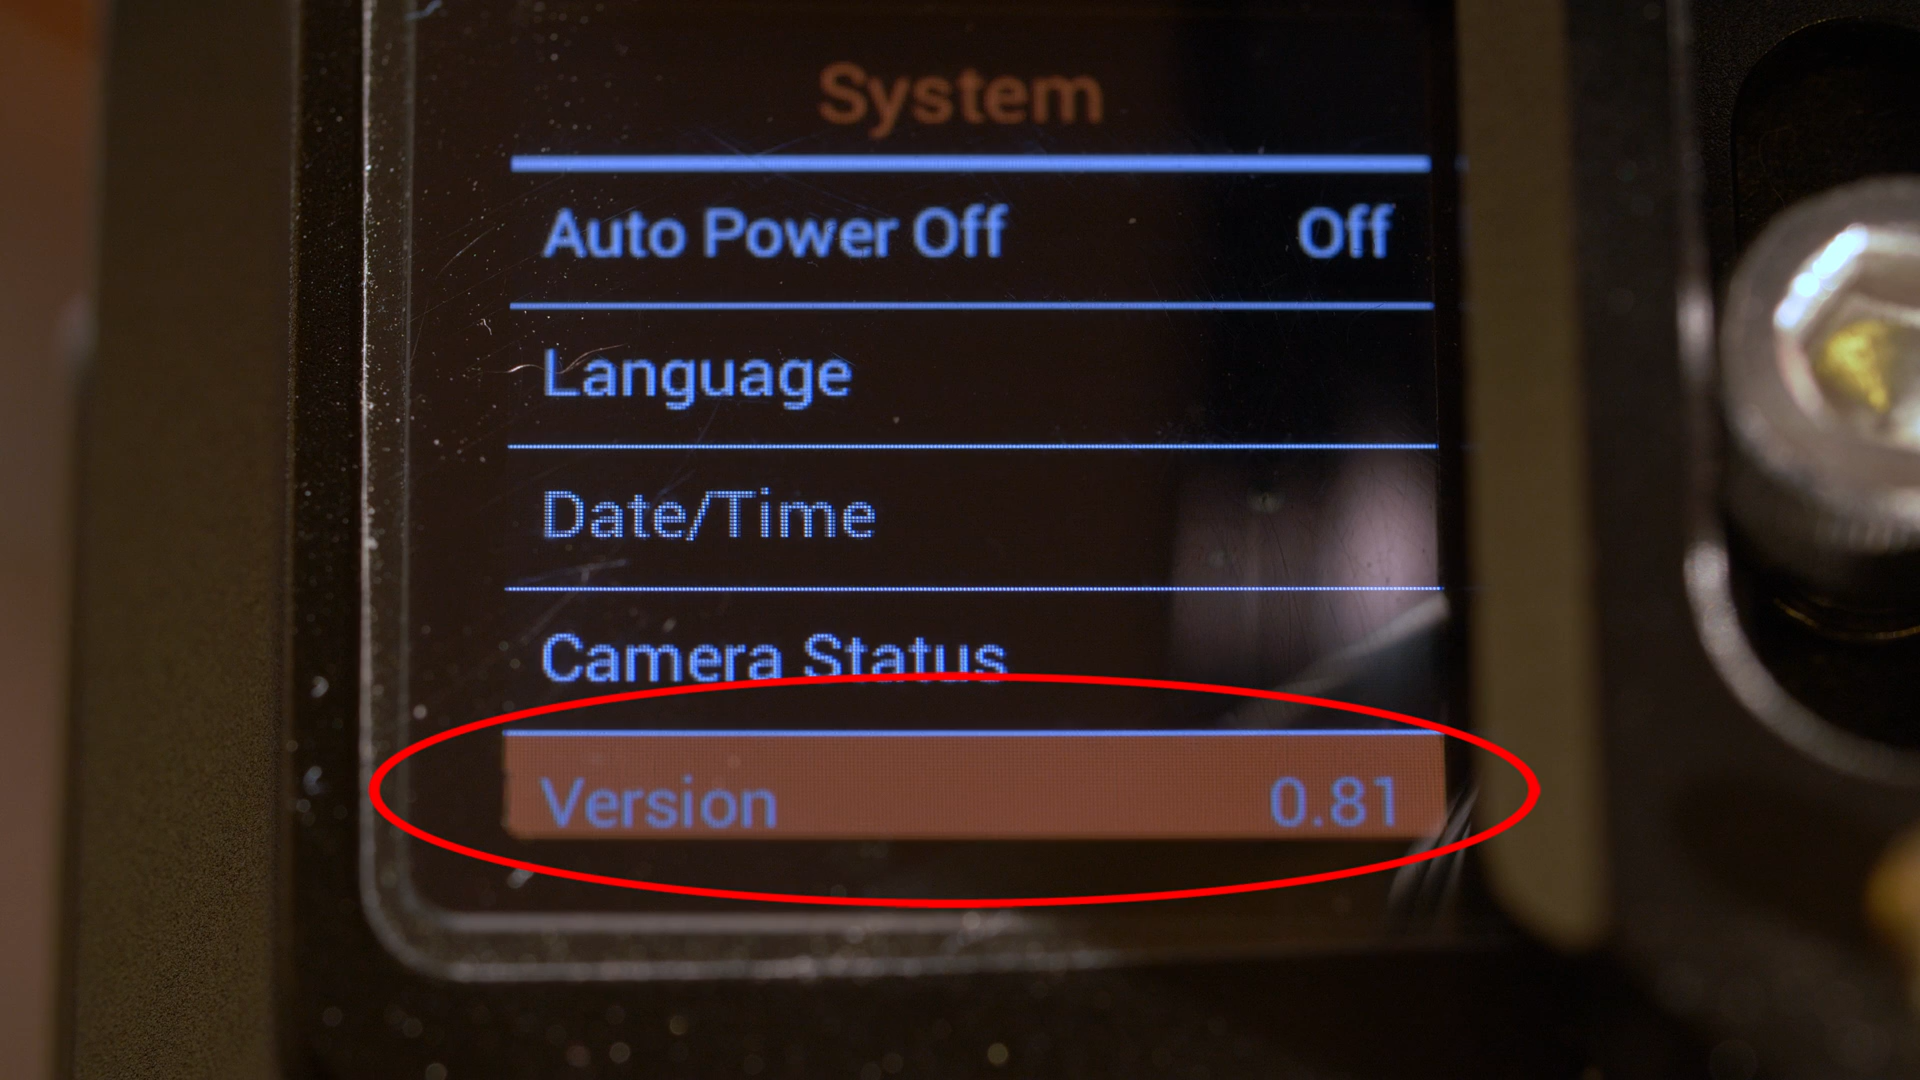 System
Auto Power Off Off
Language
Date/Time
Camera Status
Version 0.81